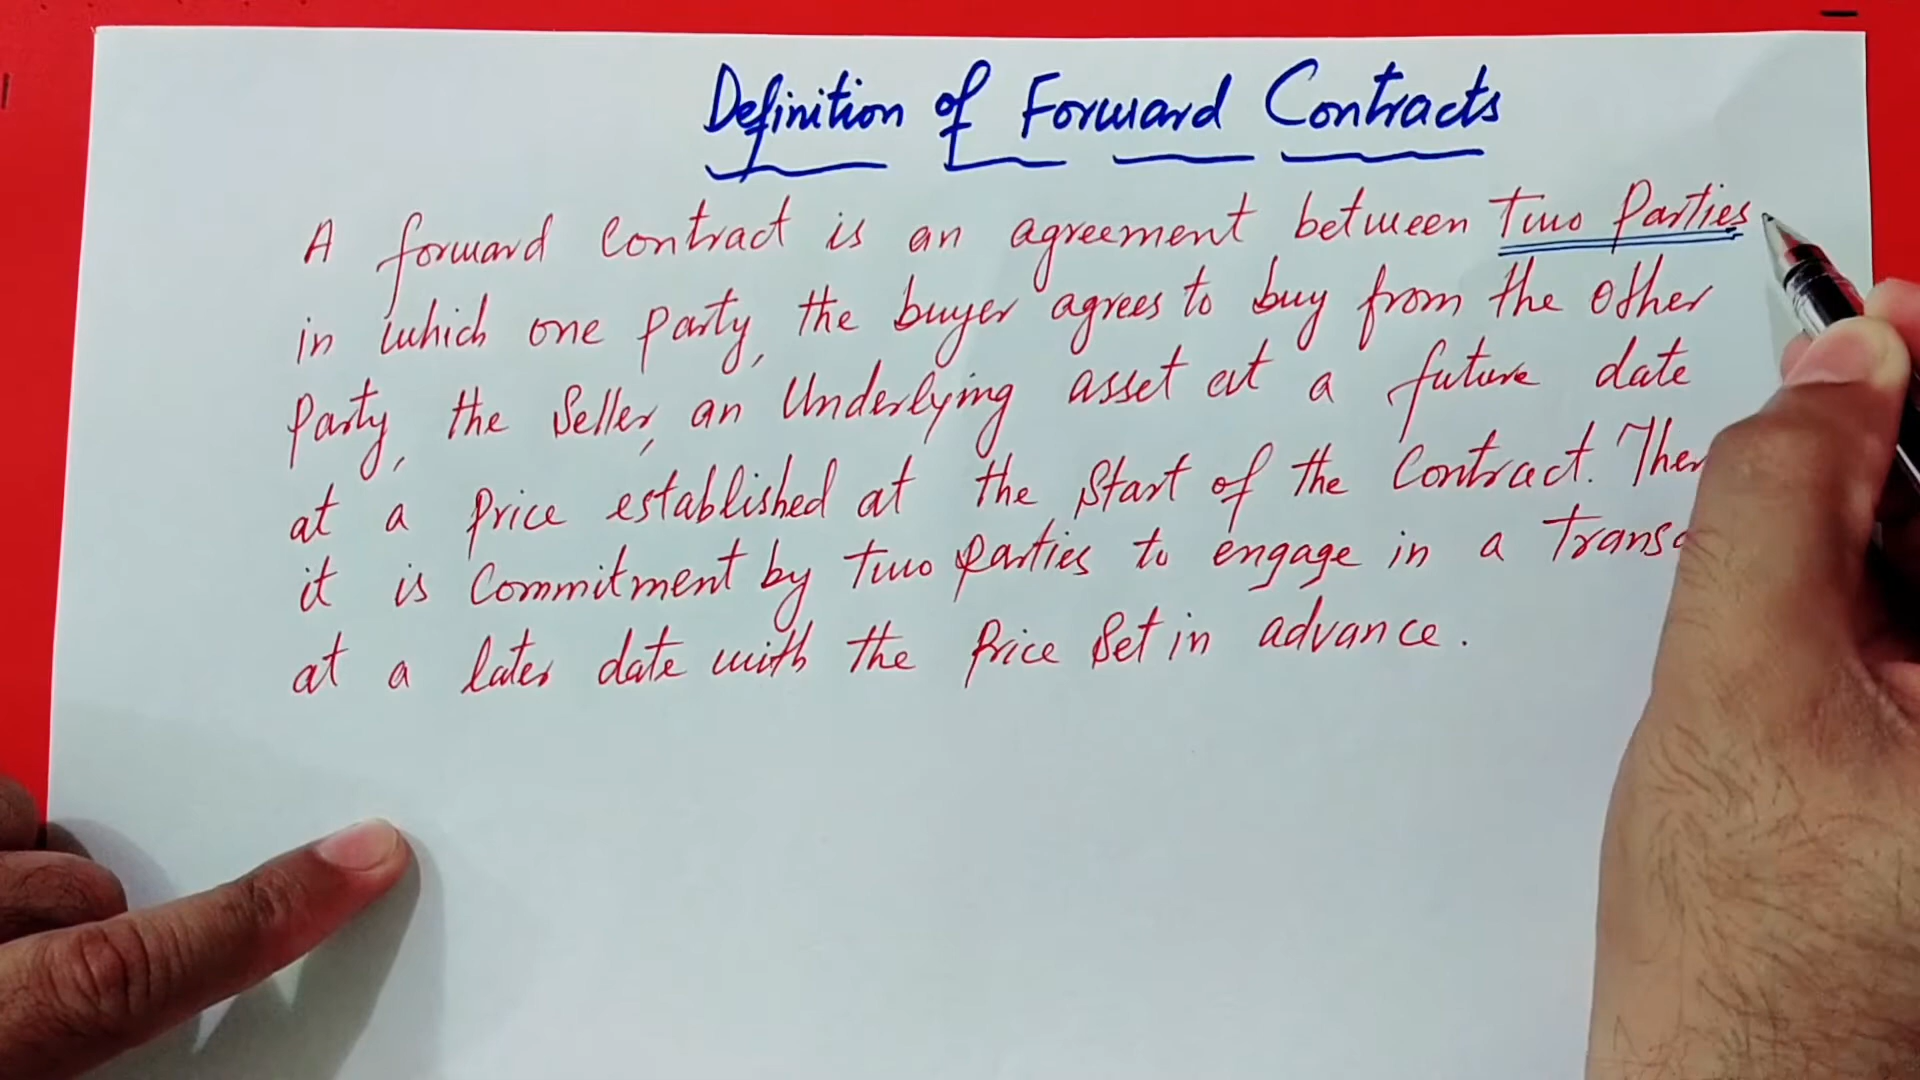 Definition of Forward Contracts
A forward Contract is an agreement between Two Parties
in which one party, the buyer agrees to buy from the other
Party, the Seller, an Underlying asset at a future date
at a Price established at the Start of the Contract.
it is Commitment by Two Parties to engage in a
at a later date with the Price Set in advance.